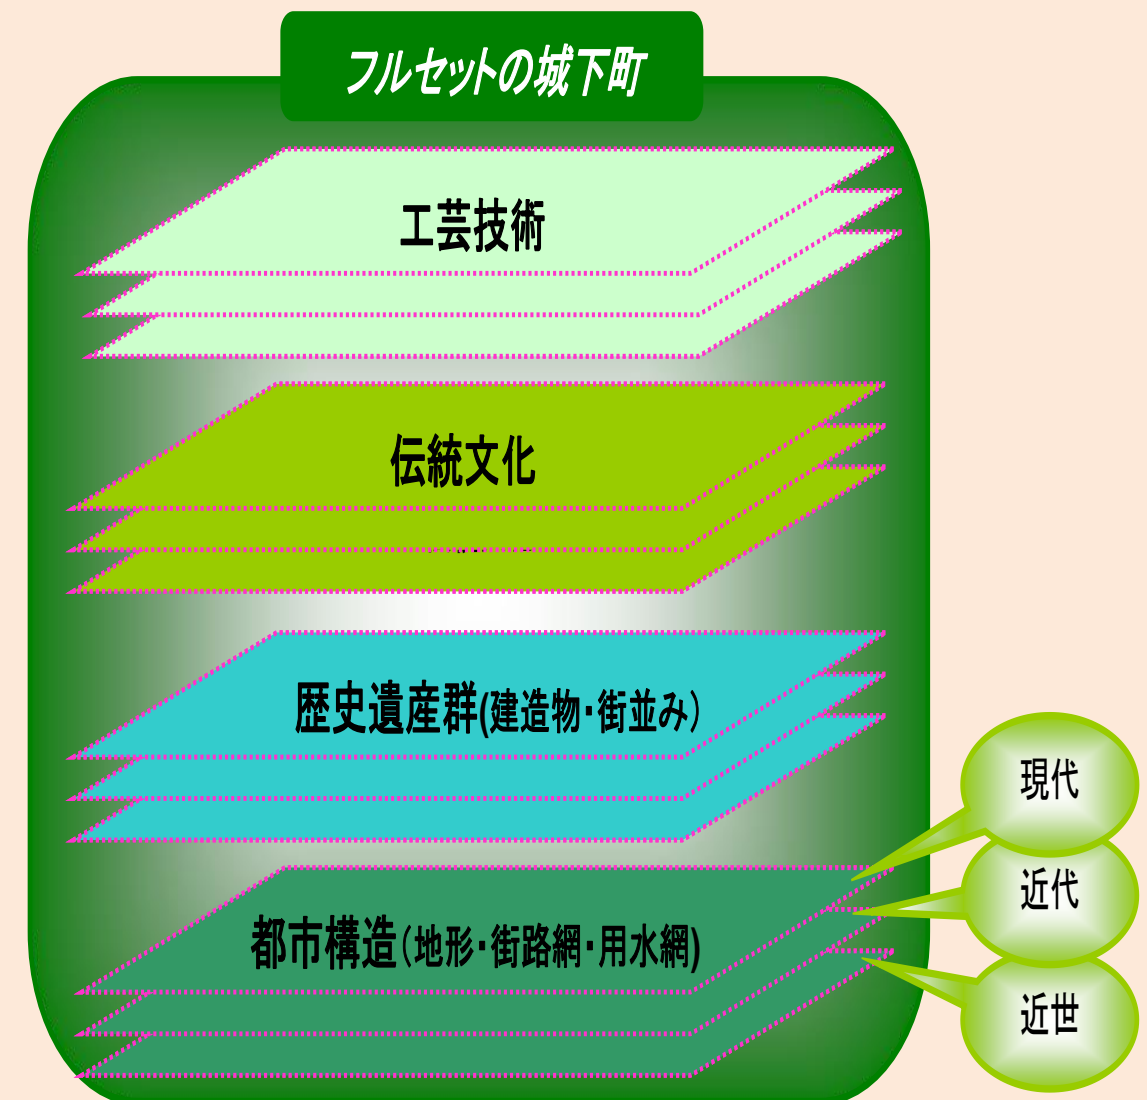 フルセットの城下町
工芸技術
伝統文化
歴史遺産群(建造物・街並み)
都市構造(地形・街路網・用水網)
現代
近代
近世